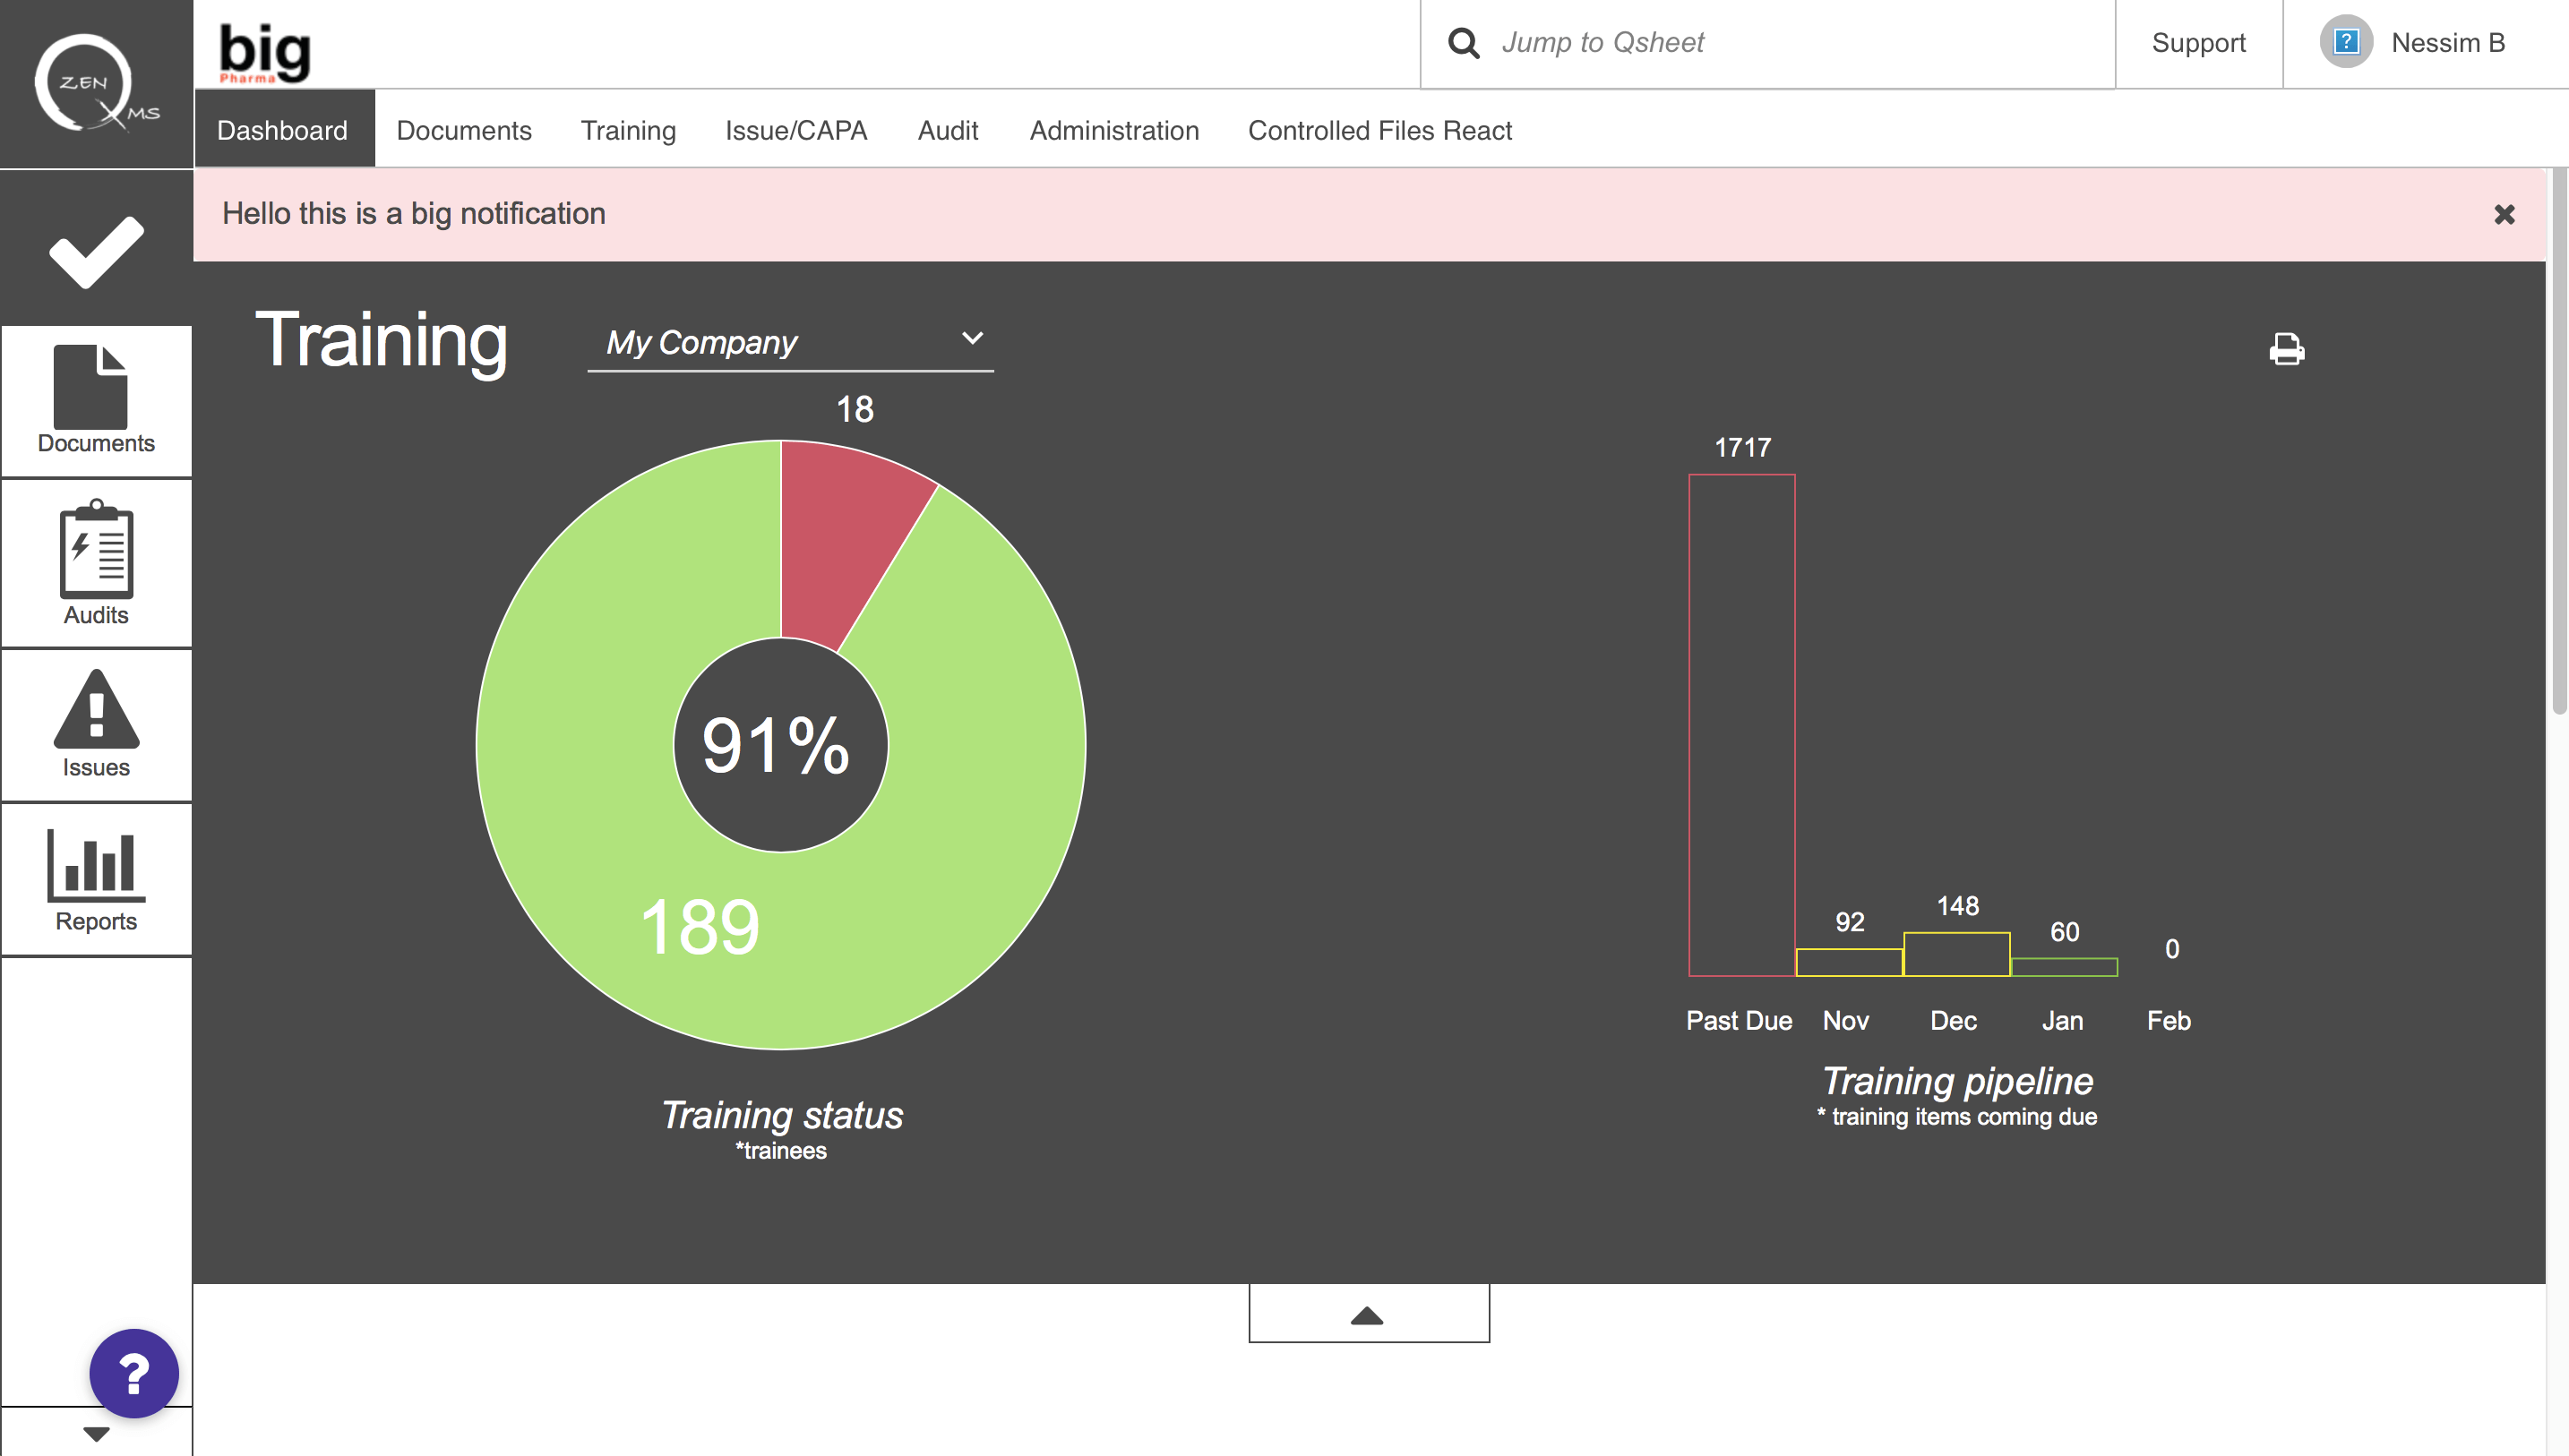 ZEN
QXMS
big
Pharma
Jump to Qsheet
Support
Nessim B
Dashboard
Documents
Training
Issue/CAPA
Audit
Administration
Controlled Files React
Hello this is a big notification
Documents
Audits
Issues
Reports
Training
My Company
18
91%
189
Training status
*trainees
1717
92
148
60
0
Past Due
Nov
Dec
Jan
Feb
Training pipeline
* training items coming due
?